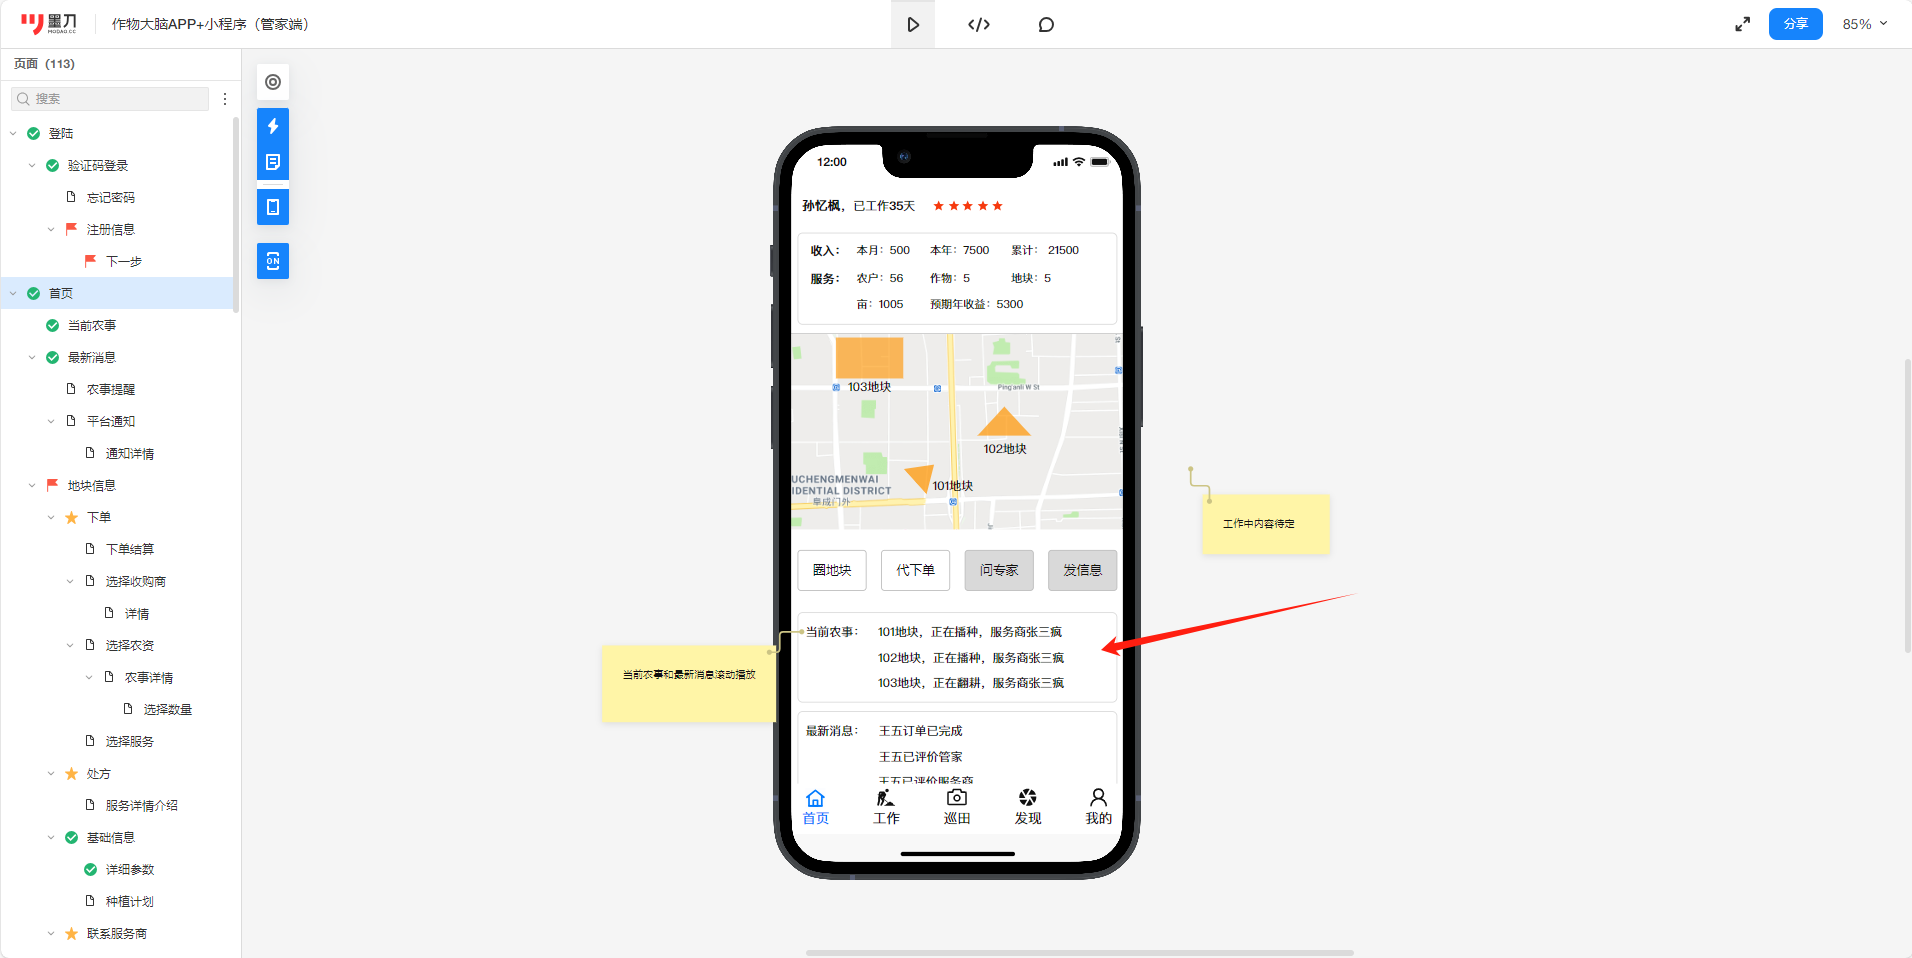 墨刀
MODAO.CC
作物大脑APP+小程序（管家端）
分享
85%
页面（113）
搜索
登陆
验证码登录
忘记密码
注册信息
下一步
首页
当前农事
最新消息
农事提醒
平台通知
通知详情
地块信息
下单
下单结算
选择收购商
详情
选择农资
农事详情
选择数量
选择服务
处方
服务详情介绍
基础信息
详细参数
种植计划
联系服务商
ON
12:00
孙忆枫，已工作35天
收入： 本月：500 本年：7500 累计： 21500
服务： 农户：56 作物：5 地块：5
亩：1005 预期年收益：5300
103地块
Ping'anli W St
102地块
101地块
UCHENGMENWAI
IDENTIAL DISTRICT
阜成门外
圈地块
代下单
问专家
发信息
当前农事： 101地块，正在播种，服务商张三疯
102地块，正在播种，服务商张三疯
103地块，正在翻耕，服务商张三疯
最新消息： 王五订单已完成
王五已评价管家
王五已评价服务商
首页
工作
巡田
发现
我的
当前农事和最新消息滚动播放
工作中内容待定